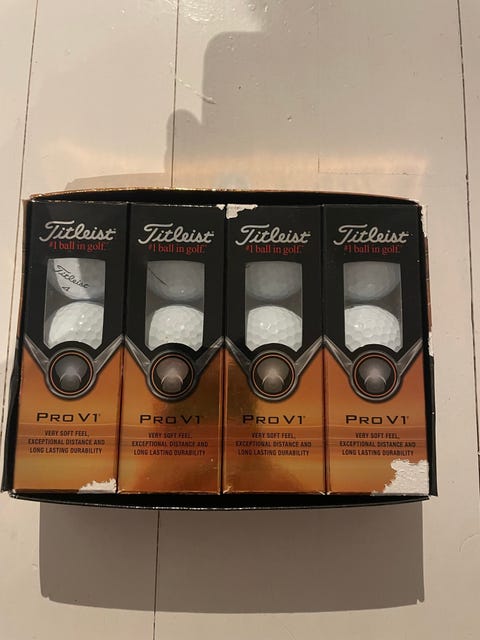 Titleist
#1 ball in golf.
Titleist
4
PRO V1
VERY SOFT FEEL,
EXCEPTIONAL DISTANCE AND
LONG LASTING DURABILITY
Titleist
#1 ball in golf.
PRO V1
VERY SOFT FEEL,
EXCEPTIONAL DISTANCE AND
LONG LASTING DURABILITY
Titleist
#1 ball in golf.
PRO V1
VERY SOFT FEEL,
EXCEPTIONAL DISTANCE AND
LONG LASTING DURABILITY
Titleist
#1 ball in golf.
PRO V1
VERY SOFT FEEL,
EXCEPTIONAL DISTANCE AND
LONG LASTING DURABILITY